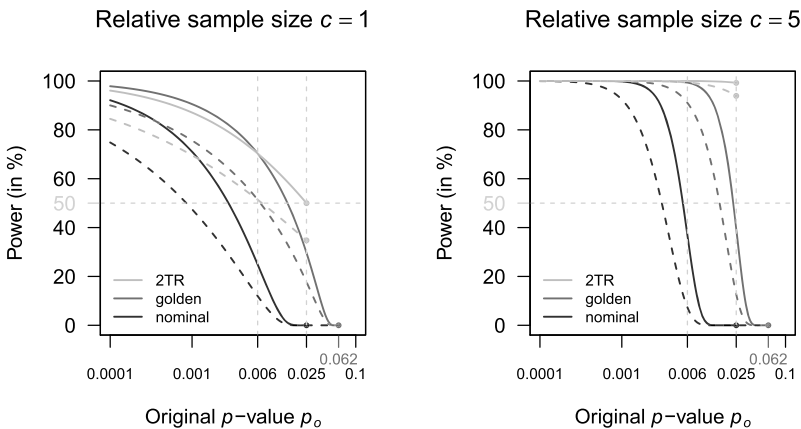 Relative sample size c = 1
Power (in %)
100
80
60
50
40
20
0
2TR
golden
nominal
0.062
0.0001
0.001
0.006
0.025
0.1
Original p−value pₒ
Relative sample size c = 5
Power (in %)
100
80
60
50
40
20
0
2TR
golden
nominal
0.062
0.0001
0.001
0.006
0.025
0.1
Original p−value pₒ